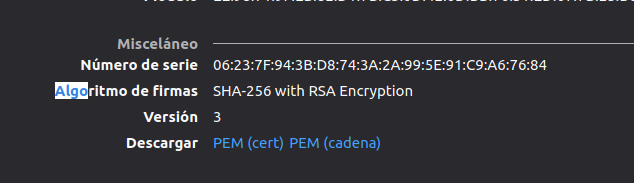 Misceláneo
Número de serie 06:23:7F:94:3B:D8:74:3A:2A:99:5E:91:C9:A6:76:84
Algoritmo de firmas SHA-256 with RSA Encryption
Versión 3
Descargar PEM (cert) PEM (cadena)